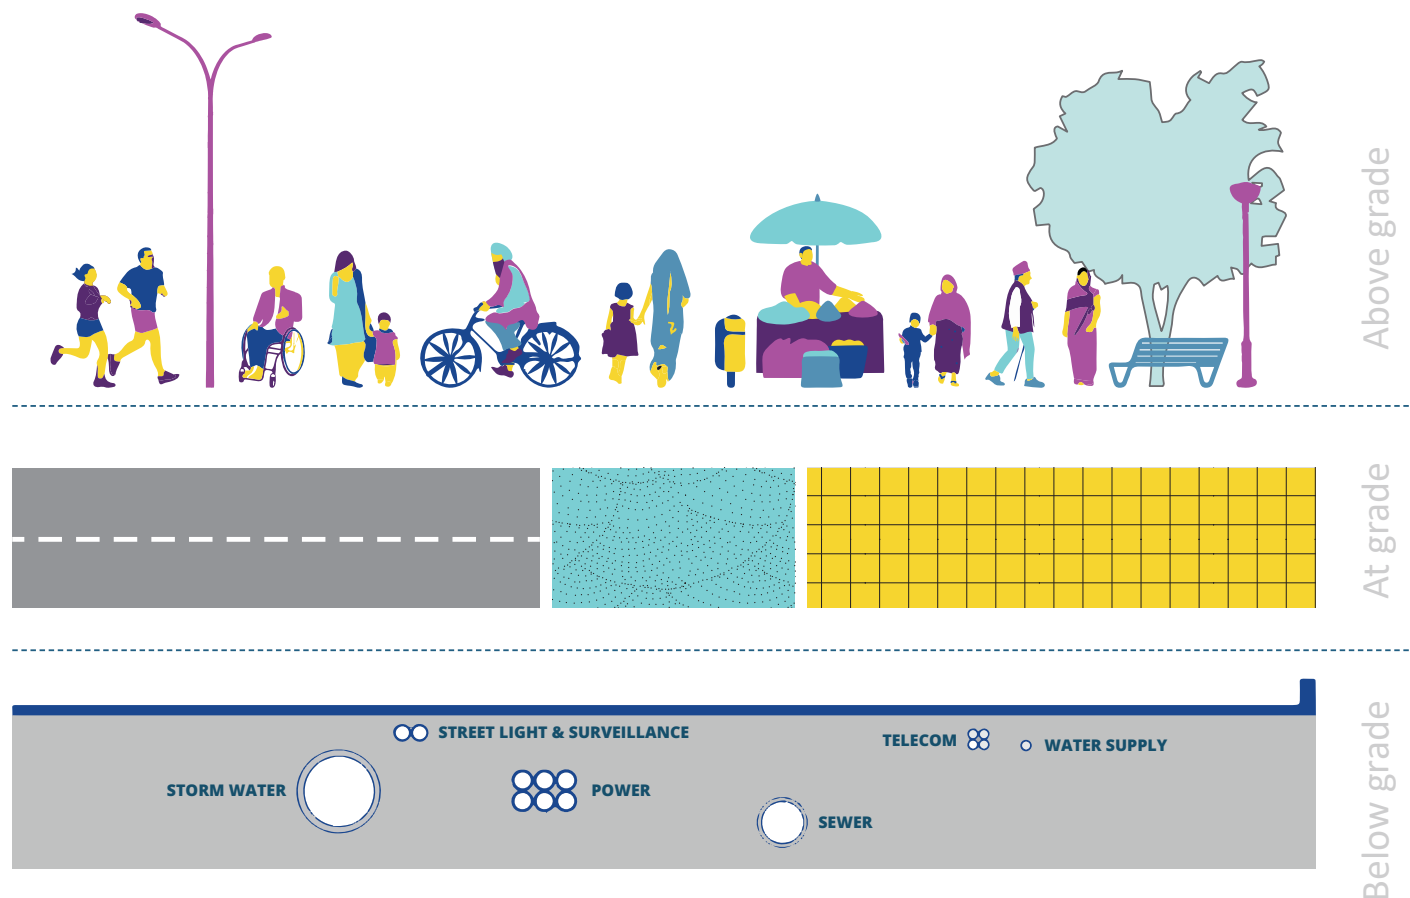 Above grade
At grade
Below grade
STREET LIGHT & SURVEILLANCE
TELECOM
WATER SUPPLY
STORM WATER
POWER
SEWER